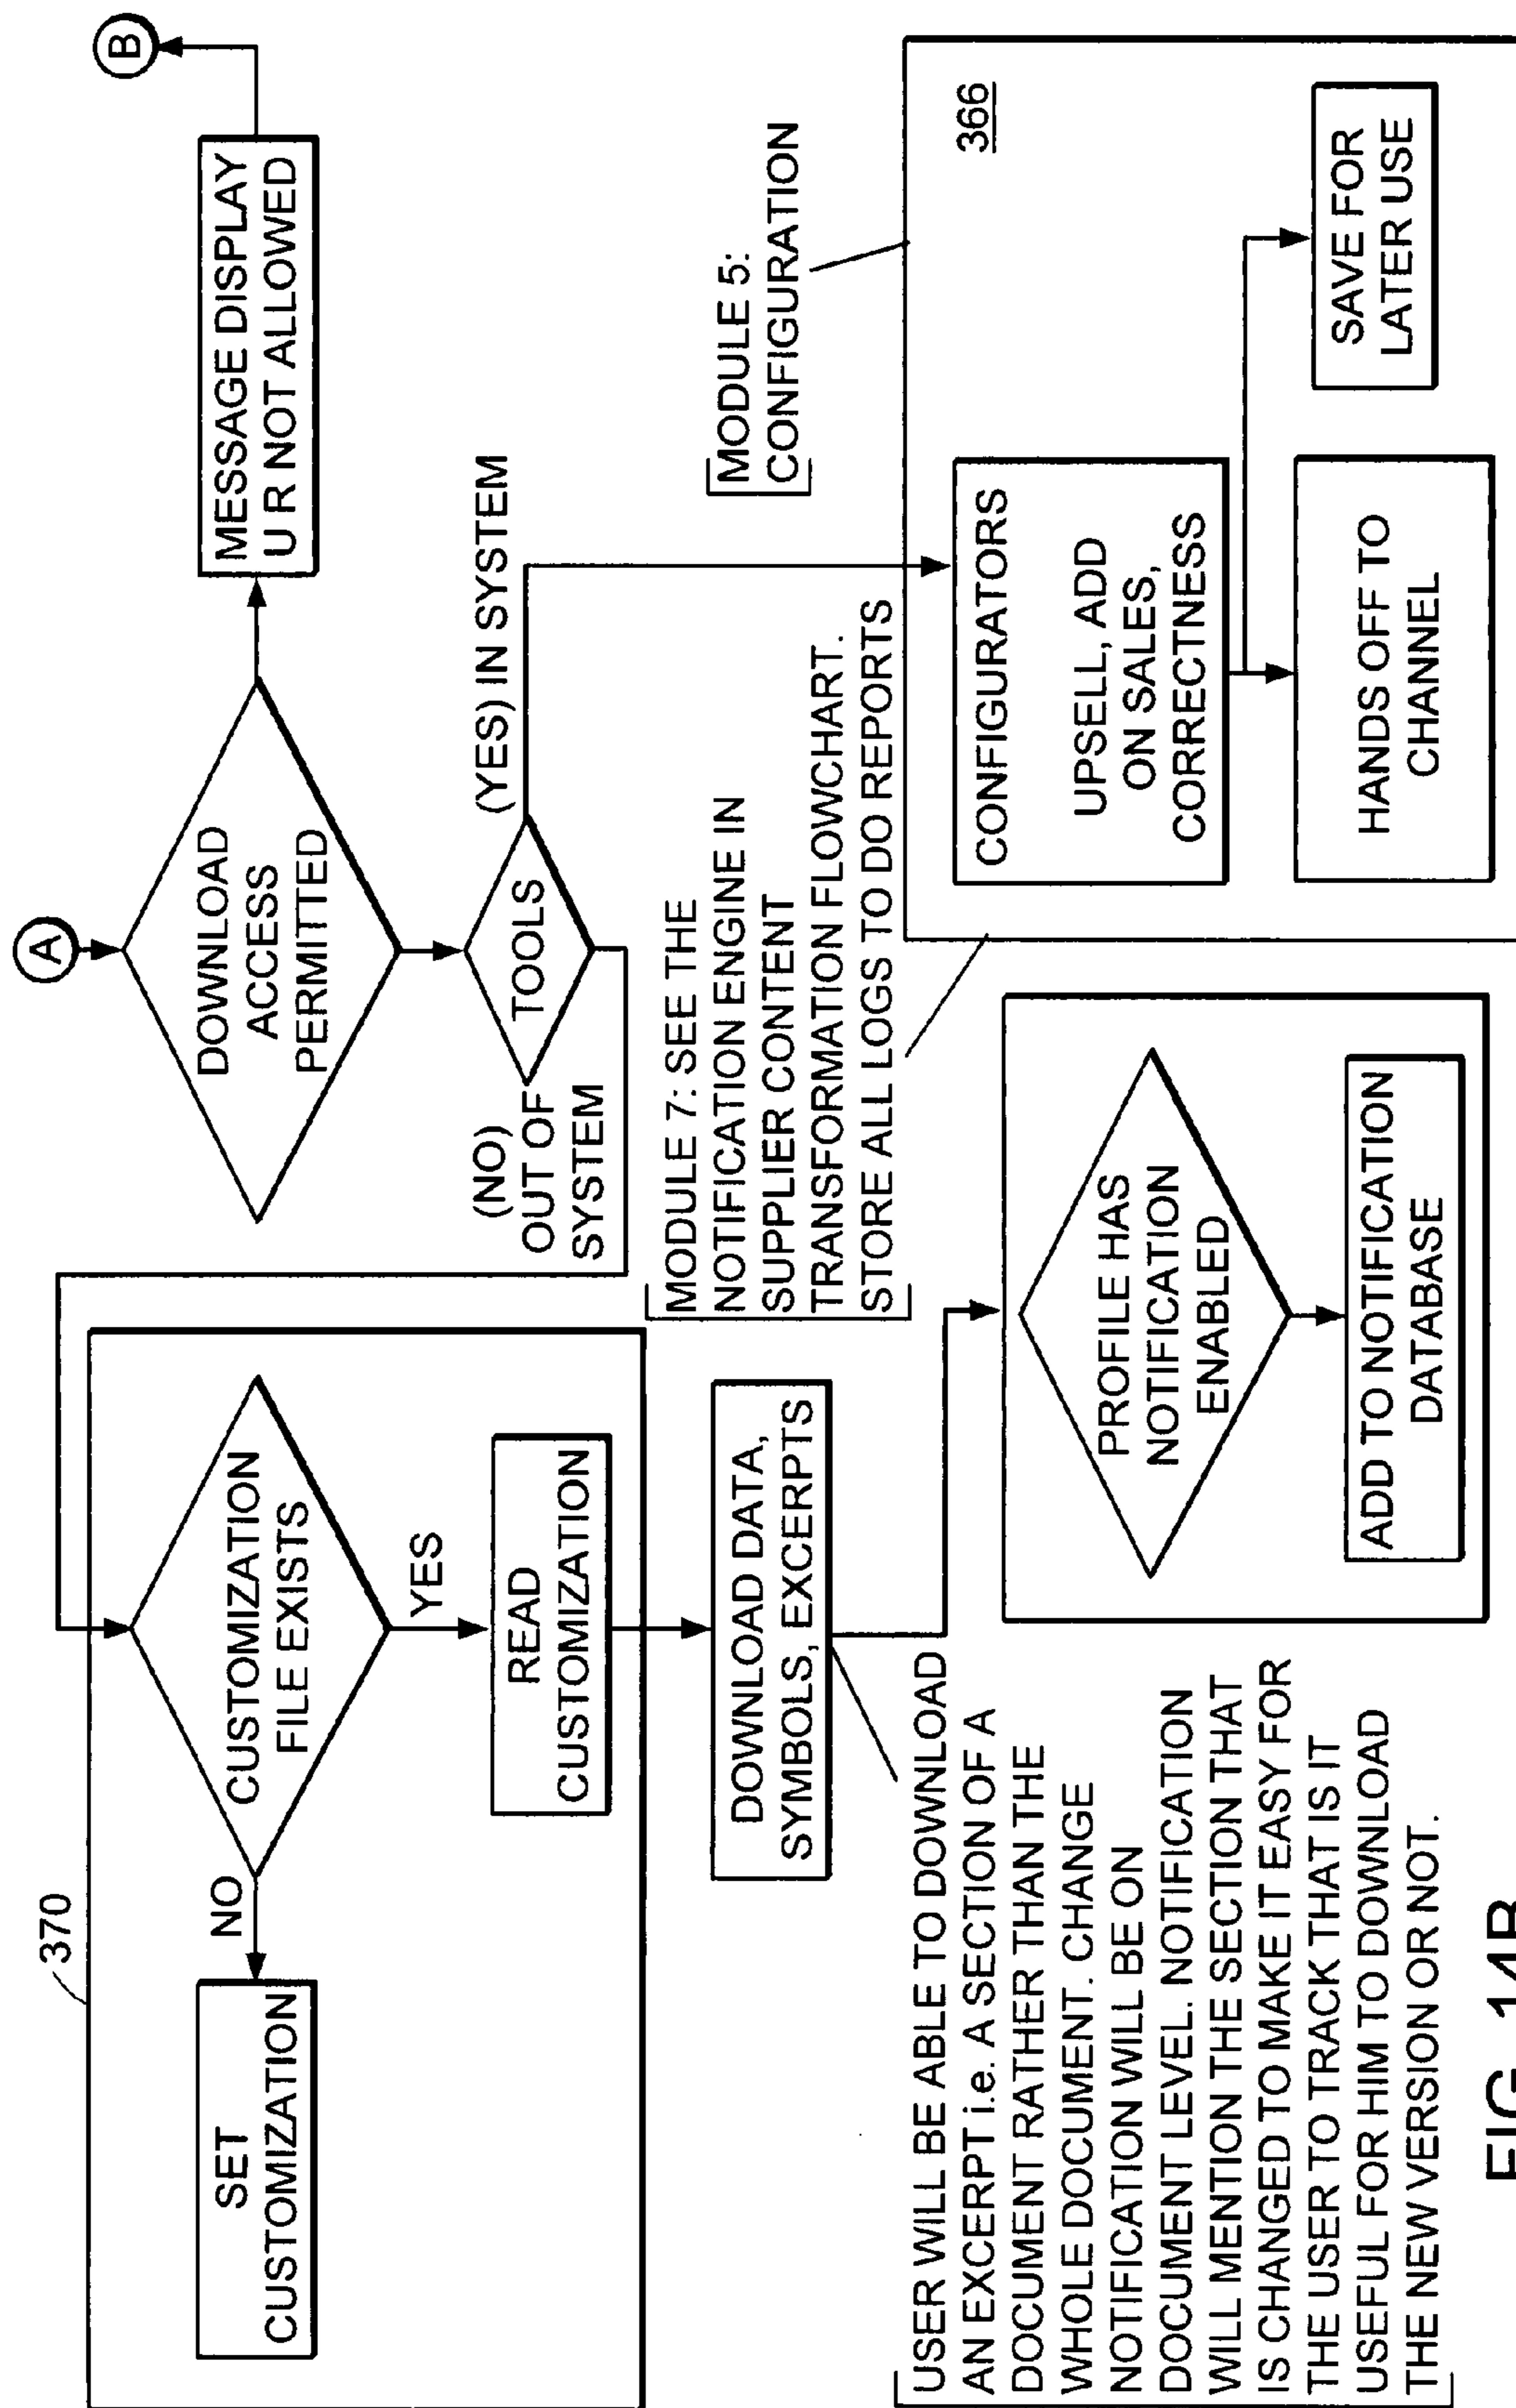 370
SET
CUSTOMIZATION
NO
CUSTOMIZATION
FILE EXISTS
YES
READ
CUSTOMIZATION
DOWNLOAD DATA,
SYMBOLS, EXCERPTS
USER WILL BE ABLE TO DOWNLOAD
AN EXCERPT i.e. A SECTION OF A
DOCUMENT RATHER THAN THE
WHOLE DOCUMENT. CHANGE
NOTIFICATION WILL BE ON
DOCUMENT LEVEL. NOTIFICATION
WILL MENTION THE SECTION THAT
IS CHANGED TO MAKE IT EASY FOR
THE USER TO TRACK THAT IS IT
USEFUL FOR HIM TO DOWNLOAD
THE NEW VERSION OR NOT.
A
DOWNLOAD
ACCESS
PERMITTED
MESSAGE DISPLAY
U R NOT ALLOWED
B
TOOLS
(NO)
OUT OF
SYSTEM
(YES) IN SYSTEM
MODULE 7: SEE THE
NOTIFICATION ENGINE IN
SUPPLIER CONTENT
TRANSFORMATION FLOWCHART.
STORE ALL LOGS TO DO REPORTS
PROFILE HAS
NOTIFICATION
ENABLED
ADD TO NOTIFICATION
DATABASE
MODULE 5:
CONFIGURATION
366
CONFIGURATORS
UPSELL, ADD
ON SALES,
CORRECTNESS
HANDS OFF TO
CHANNEL
SAVE FOR
LATER USE
FIG. 14B